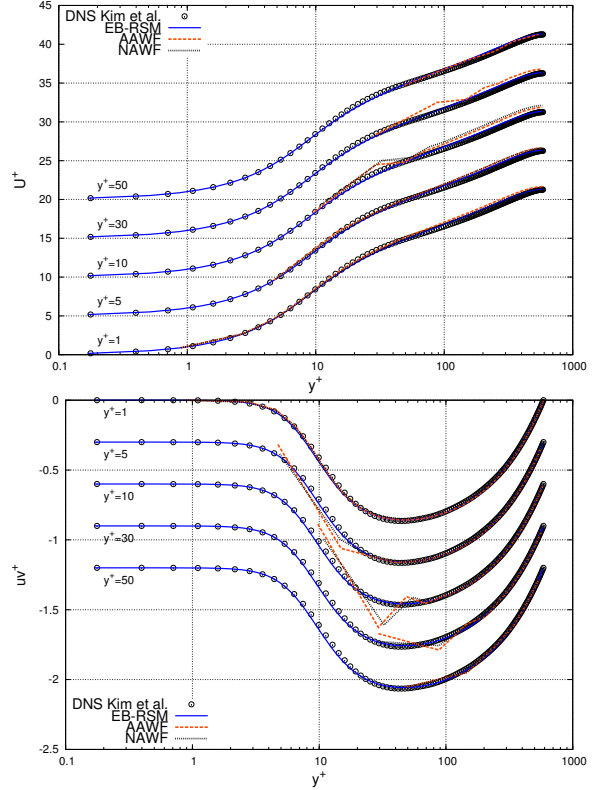 DNS Kim et al.
EB-RSM
AAWF
NAWF
45
40
35
30
25
20
15
10
5
0
U+
y+=50
y+=30
y+=10
y+=5
y+=1
0.1
1
10
100
1000
y+
0
-0.5
-1
-1.5
-2
-2.5
uv+
y+=1
y+=5
y+=10
y+=30
y+=50
DNS Kim et al.
EB-RSM
AAWF
NAWF
0.1
1
10
100
1000
y+